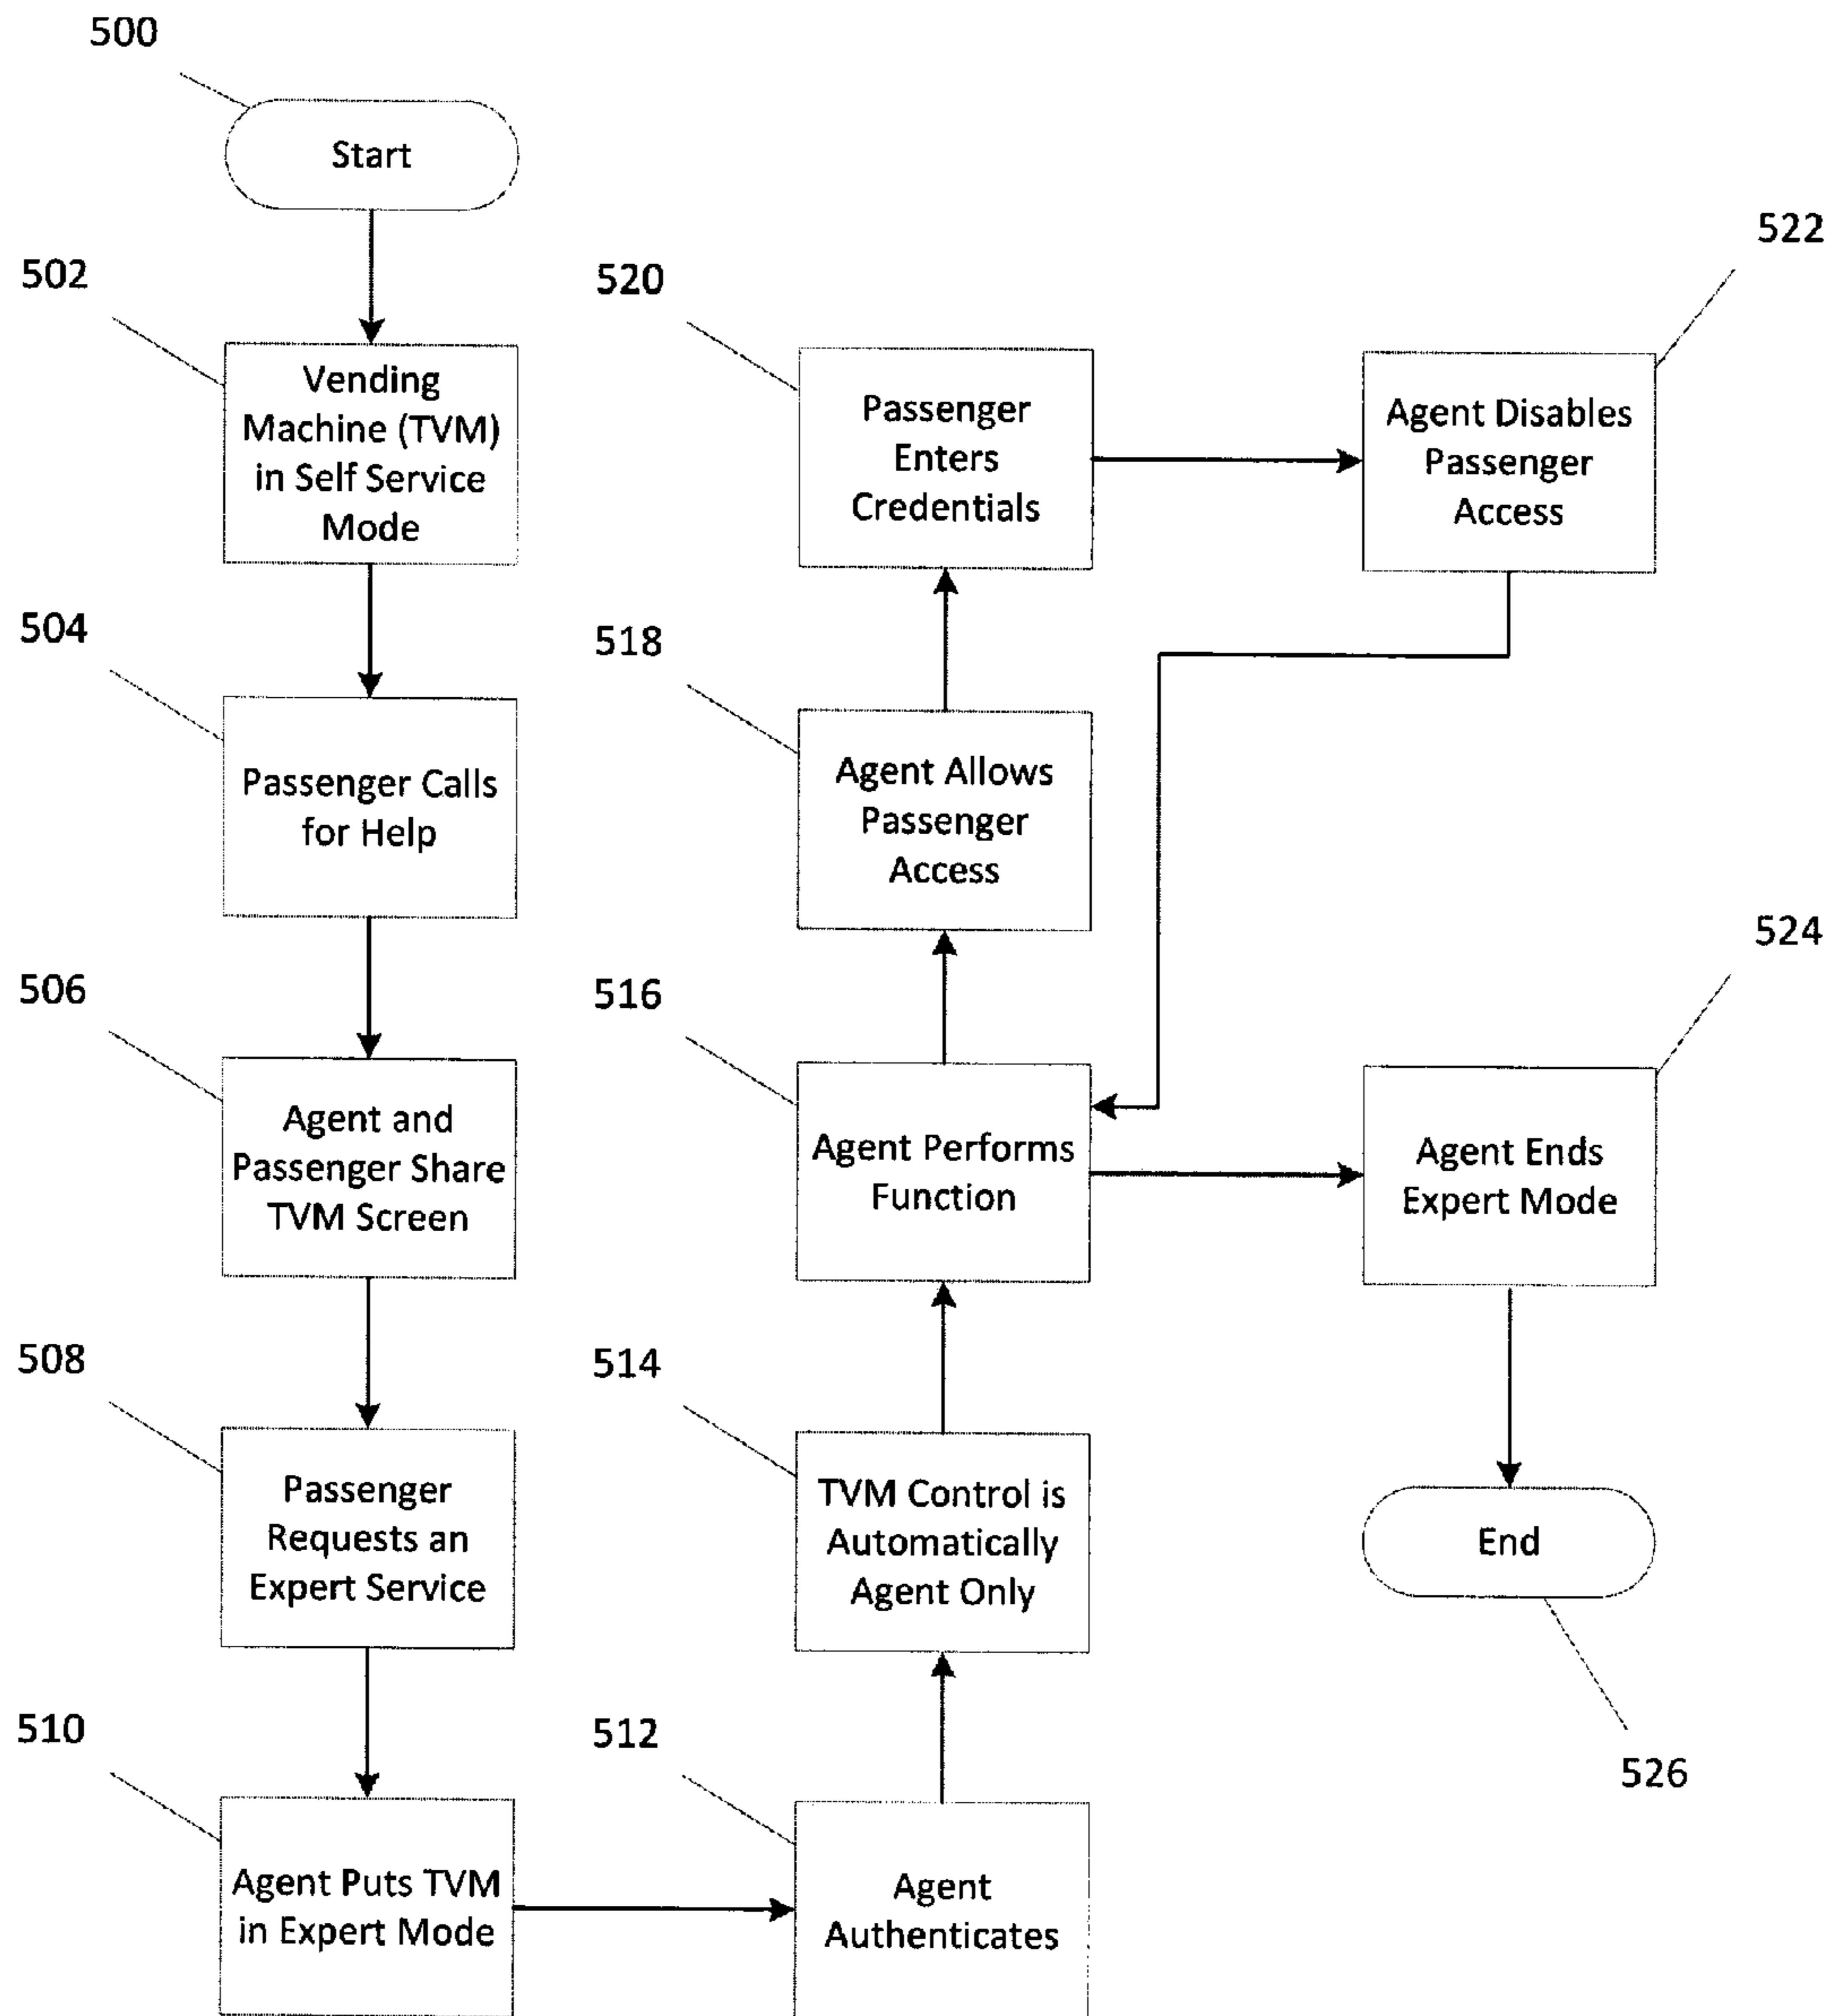 500
Start
502
Vending
Machine (TVM)
in Self Service
Mode
504
Passenger Calls
for Help
506
Agent and
Passenger Share
TVM Screen
508
Passenger
Requests an
Expert Service
510
Agent Puts TVM
in Expert Mode
512
Agent
Authenticates
514
TVM Control is
Automatically
Agent Only
516
Agent Performs
Function
518
Agent Allows
Passenger
Access
520
Passenger
Enters
Credentials
522
Agent Disables
Passenger
Access
524
Agent Ends
Expert Mode
End
526